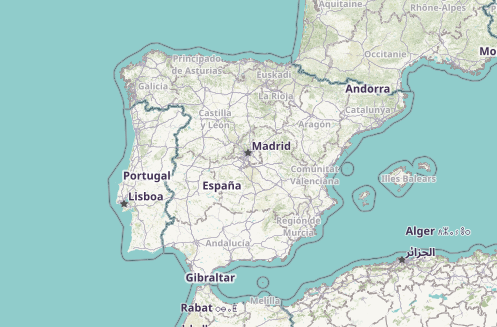 Aquitaine
Rhône-Alpes
Occitanie
Mo
Principado
de Asturias
Euskadi
Galicia
Andorra
La Rioja
Castilla
y León
Catalunya
Aragón
Madrid
Comunitat
Valenciana
Portugal
España
Illes Balears
Lisboa
Región de
Murcia
Alger ⴰⵣ
الجزائر
Andalucía
Gibraltar
Melilla
Rabat